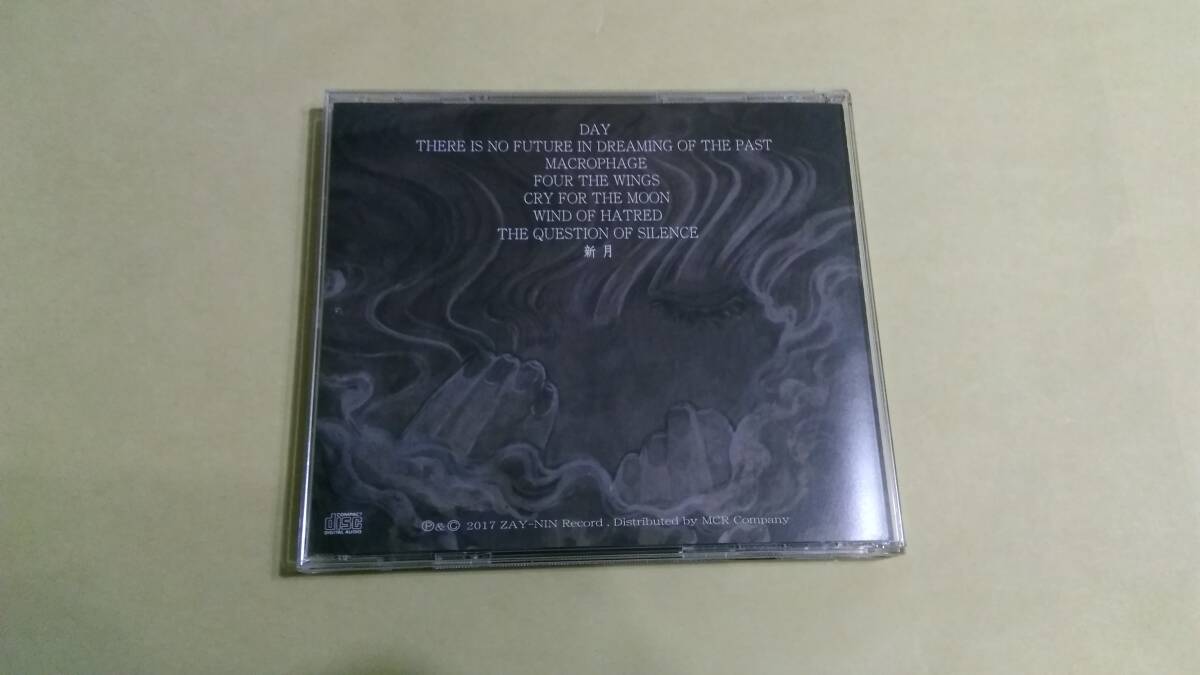 DAY
THERE IS NO FUTURE IN DREAMING OF THE PAST
MACROPHAGE
FOUR THE WINGS
CRY FOR THE MOON
WIND OF HATRED
THE QUESTION OF SILENCE
新月
COMPACT
disc
DIGITAL AUDIO
℗&© 2017 ZAY-NIN Record . Distributed by MCR Company